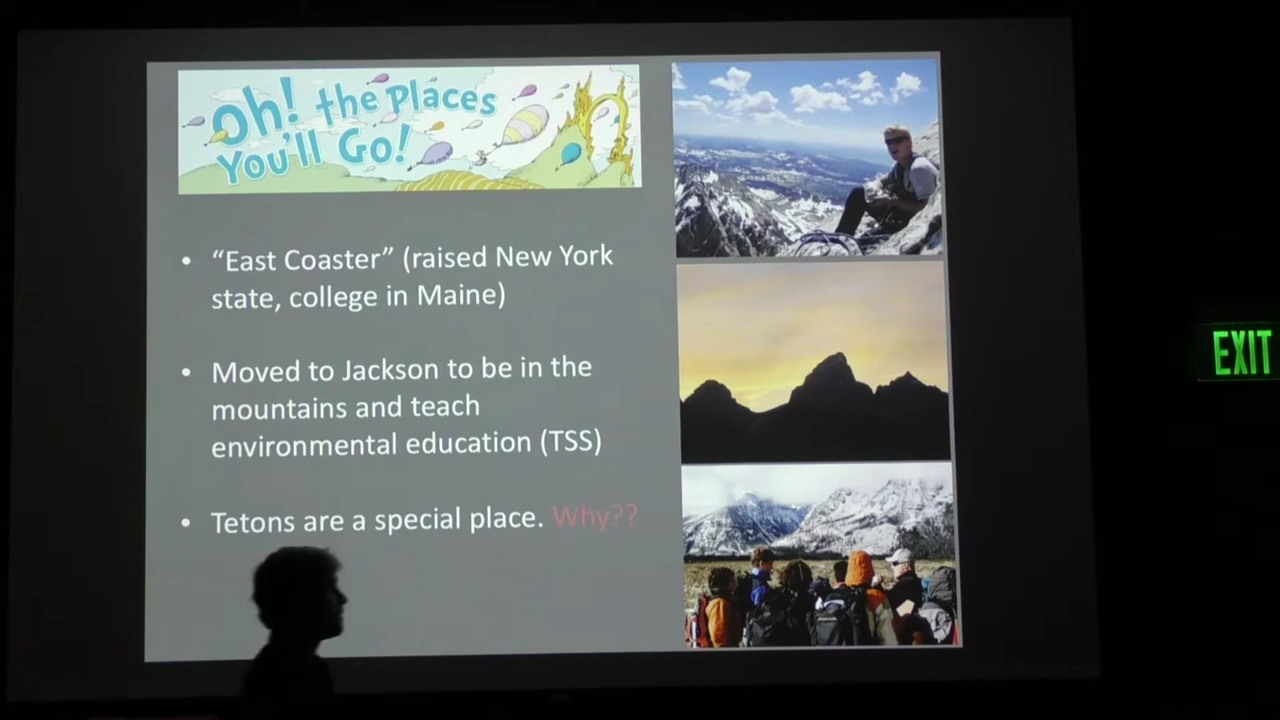 Oh! the Places
You'll Go!
• “East Coaster” (raised New York
state, college in Maine)
• Moved to Jackson to be in the
mountains and teach
environmental education (TSS)
• Tetons are a special place. Why??
EXIT